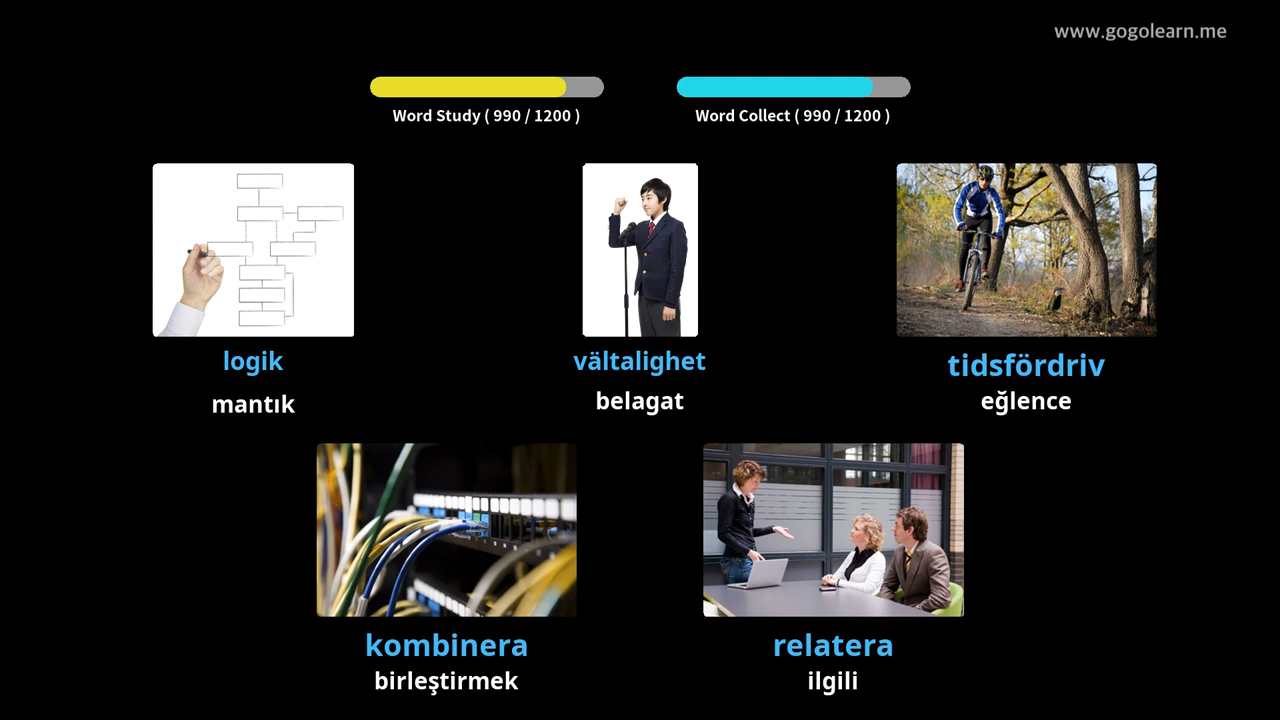 www.gogolearn.me
Word Study ( 990 / 1200 )
Word Collect ( 990 / 1200 )
logik
mantık
vältalighet
belagat
tidsfördriv
eğlence
kombinera
birleştirmek
relatera
ilgili